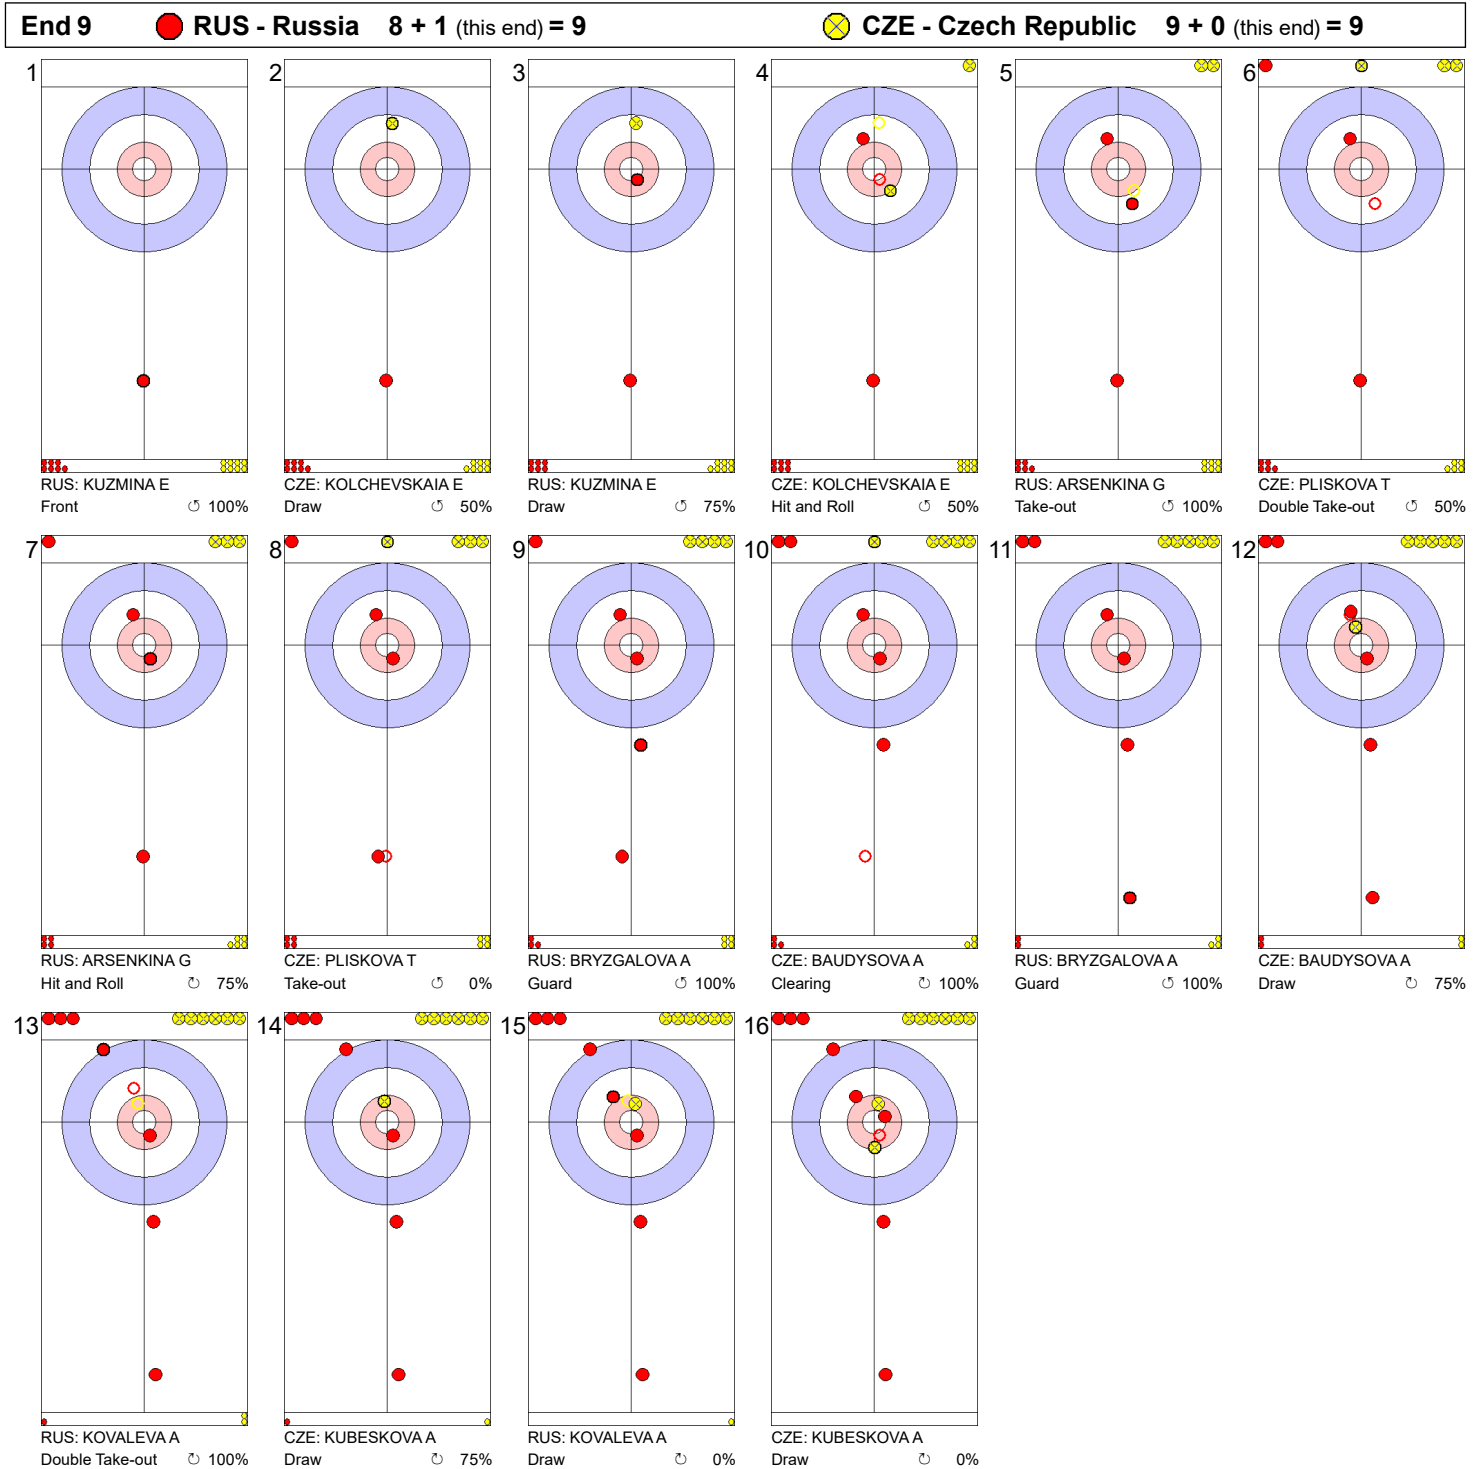 End 9 RUS - Russia 8 + 1 (this end) = 9 CZE - Czech Republic 9 + 0 (this end) = 9
1 2 3 4 5 6
RUS: KUZMINA E CZE: KOLCHEVSKAIA E RUS: KUZMINA E CZE: KOLCHEVSKAIA E RUS: ARSENKINA G CZE: PLISKOVA T
Front ↺ 100% Draw ↺ 50% Draw ↺ 75% Hit and Roll ↺ 50% Take-out ↺ 100% Double Take-out ↺ 50%
7 8 9 10 11 12
RUS: ARSENKINA G CZE: PLISKOVA T RUS: BRYZGALOVA A CZE: BAUDYSOVA A RUS: BRYZGALOVA A CZE: BAUDYSOVA A
Hit and Roll ↻ 75% Take-out ↻ 0% Guard ↺ 100% Clearing ↻ 100% Guard ↺ 100% Draw ↻ 75%
13 14 15 16
RUS: KOVALEVA A CZE: KUBESKOVA A RUS: KOVALEVA A CZE: KUBESKOVA A
Double Take-out ↻ 100% Draw ↻ 75% Draw ↻ 0% Draw ↻ 0%